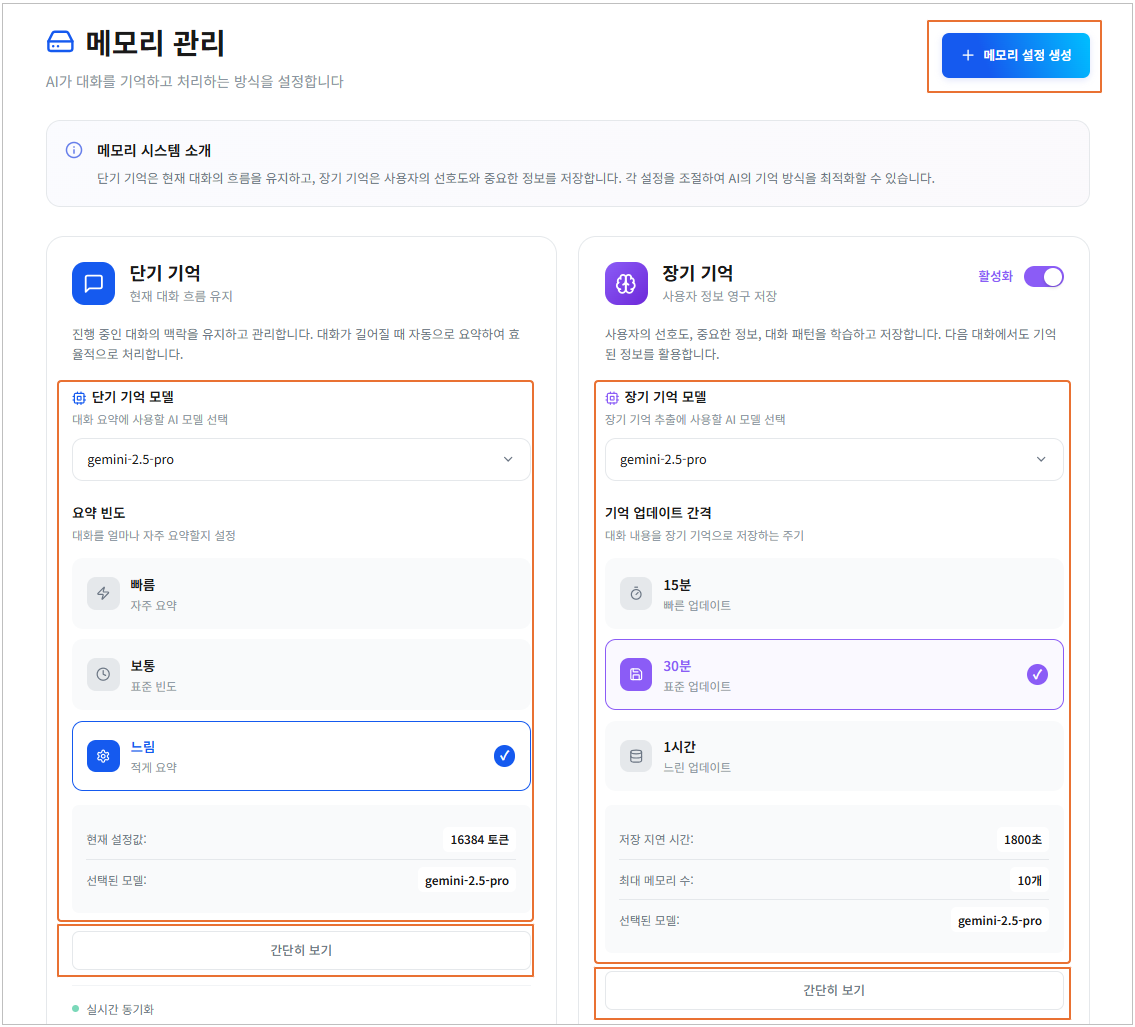 메모리 관리
AI가 대화를 기억하고 처리하는 방식을 설정합니다
+ 메모리 설정 생성
메모리 시스템 소개
단기 기억은 현재 대화의 흐름을 유지하고, 장기 기억은 사용자의 선호도와 중요한 정보를 저장합니다. 각 설정을 조절하여 AI의 기억 방식을 최적화할 수 있습니다.
단기 기억
현재 대화 흐름 유지
진행 중인 대화의 맥락을 유지하고 관리합니다. 대화가 길어질 때 자동으로 요약하여 효
율적으로 처리합니다.
단기 기억 모델
대화 요약에 사용할 AI 모델 선택
gemini-2.5-pro
요약 빈도
대화를 얼마나 자주 요약할지 설정
빠름
자주 요약
보통
표준 빈도
느림
적게 요약
현재 설정값:
16384 토큰
선택된 모델:
gemini-2.5-pro
간단히 보기
실시간 동기화
장기 기억
사용자 정보 영구 저장
활성화
사용자의 선호도, 중요한 정보, 대화 패턴을 학습하고 저장합니다. 다음 대화에서도 기억
된 정보를 활용합니다.
장기 기억 모델
장기 기억 추출에 사용할 AI 모델 선택
gemini-2.5-pro
기억 업데이트 간격
대화 내용을 장기 기억으로 저장하는 주기
15분
빠른 업데이트
30분
표준 업데이트
1시간
느린 업데이트
저장 지연 시간:
1800초
최대 메모리 수:
10개
선택된 모델:
gemini-2.5-pro
간단히 보기